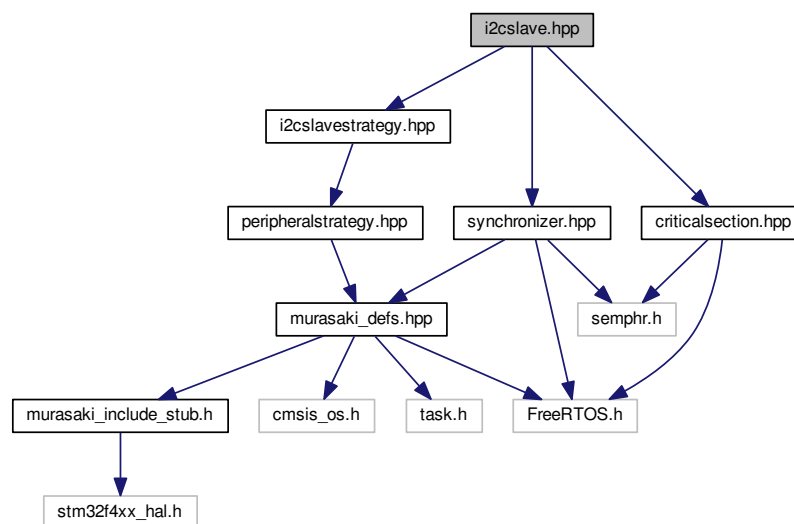 i2cslave.hpp
i2cslavestrategy.hpp
peripheralstrategy.hpp
synchronizer.hpp
criticalsection.hpp
murasaki_defs.hpp
semphr.h
murasaki_include_stub.h
cmsis_os.h
task.h
FreeRTOS.h
stm32f4xx_hal.h